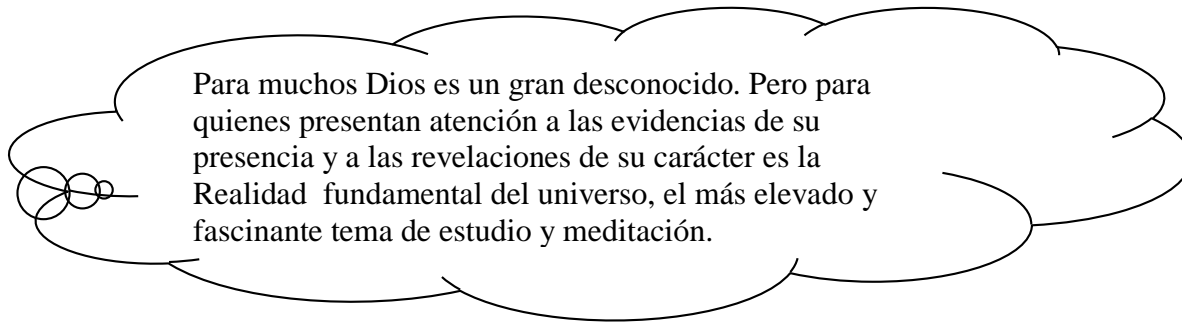 Para muchos Dios es un gran desconocido. Pero para
quienes presentan atención a las evidencias de su
presencia y a las revelaciones de su carácter es la
Realidad  fundamental del universo, el más elevado y
fascinante tema de estudio y meditación.